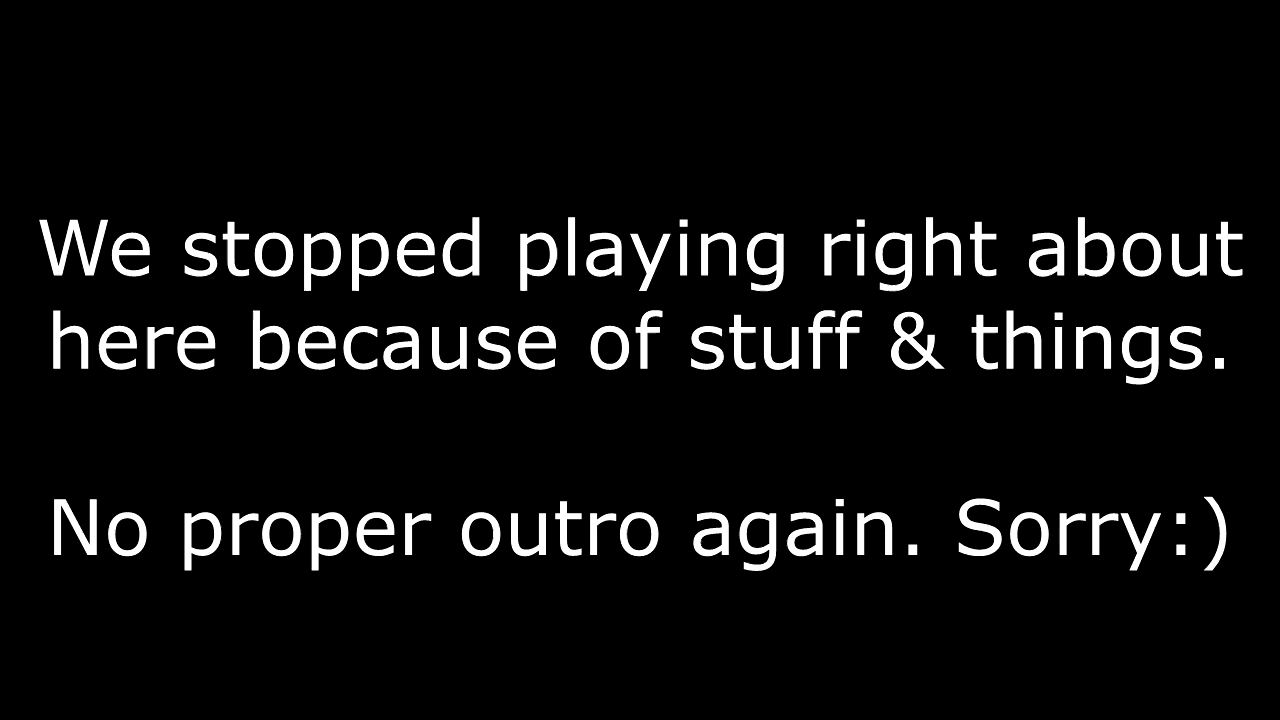 We stopped playing right about
here because of stuff & things.
No proper outro again. Sorry:)